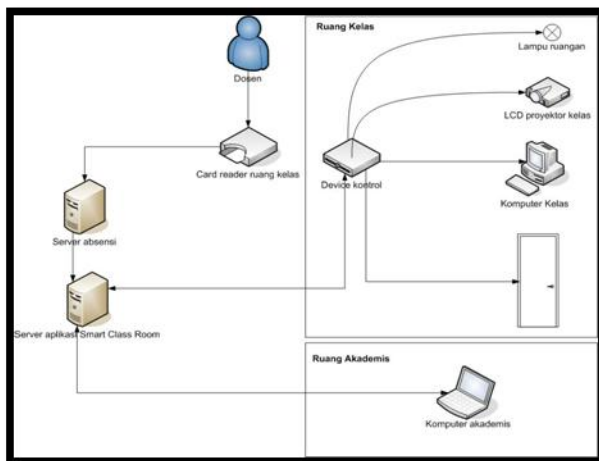 Ruang Kelas
Lampu ruangan
Dosen
LCD proyektor kelas
Card reader ruang kelas
Device kontrol
Komputer Kelas
Server absensi
Server aplikasi Smart Class Room
Ruang Akademis
Komputer akademis